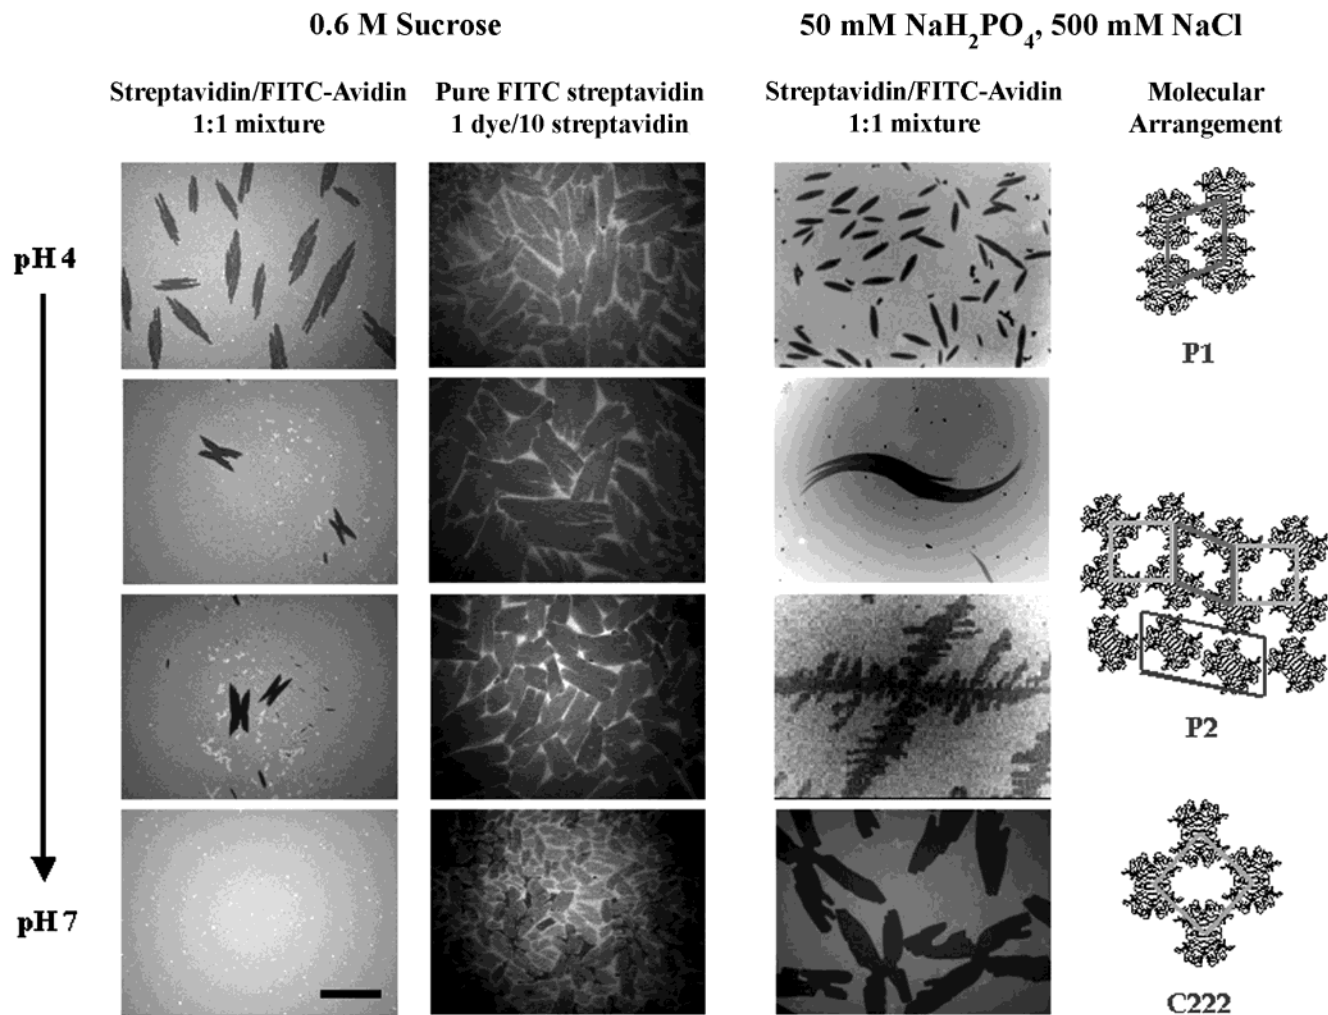 0.6 M Sucrose
50 mM NaH₂PO₄, 500 mM NaCl
Streptavidin/FITC-Avidin
1:1 mixture
Pure FITC streptavidin
1 dye/10 streptavidin
Streptavidin/FITC-Avidin
1:1 mixture
Molecular
Arrangement
pH 4
P1
P2
pH 7
C222